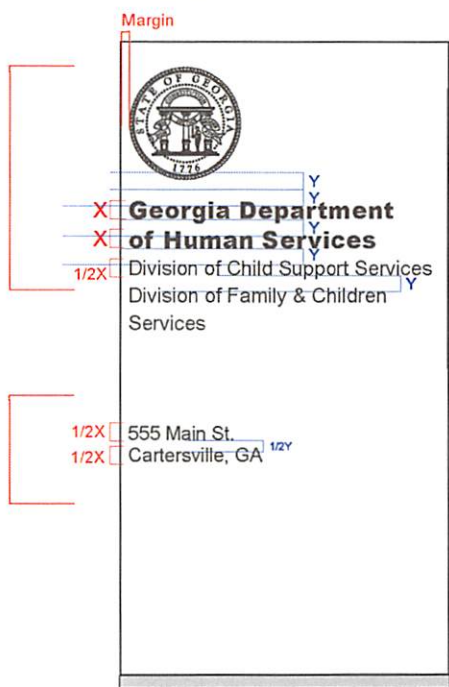 Margin
STATE OF GEORGIA
CONSTITUTION
1776
Y
Y
X Georgia Department
Y
X of Human Services
Y
1/2X Division of Child Support Services
Y
Division of Family & Children
Services
1/2X 555 Main St.
1/2Y
1/2X Cartersville, GA